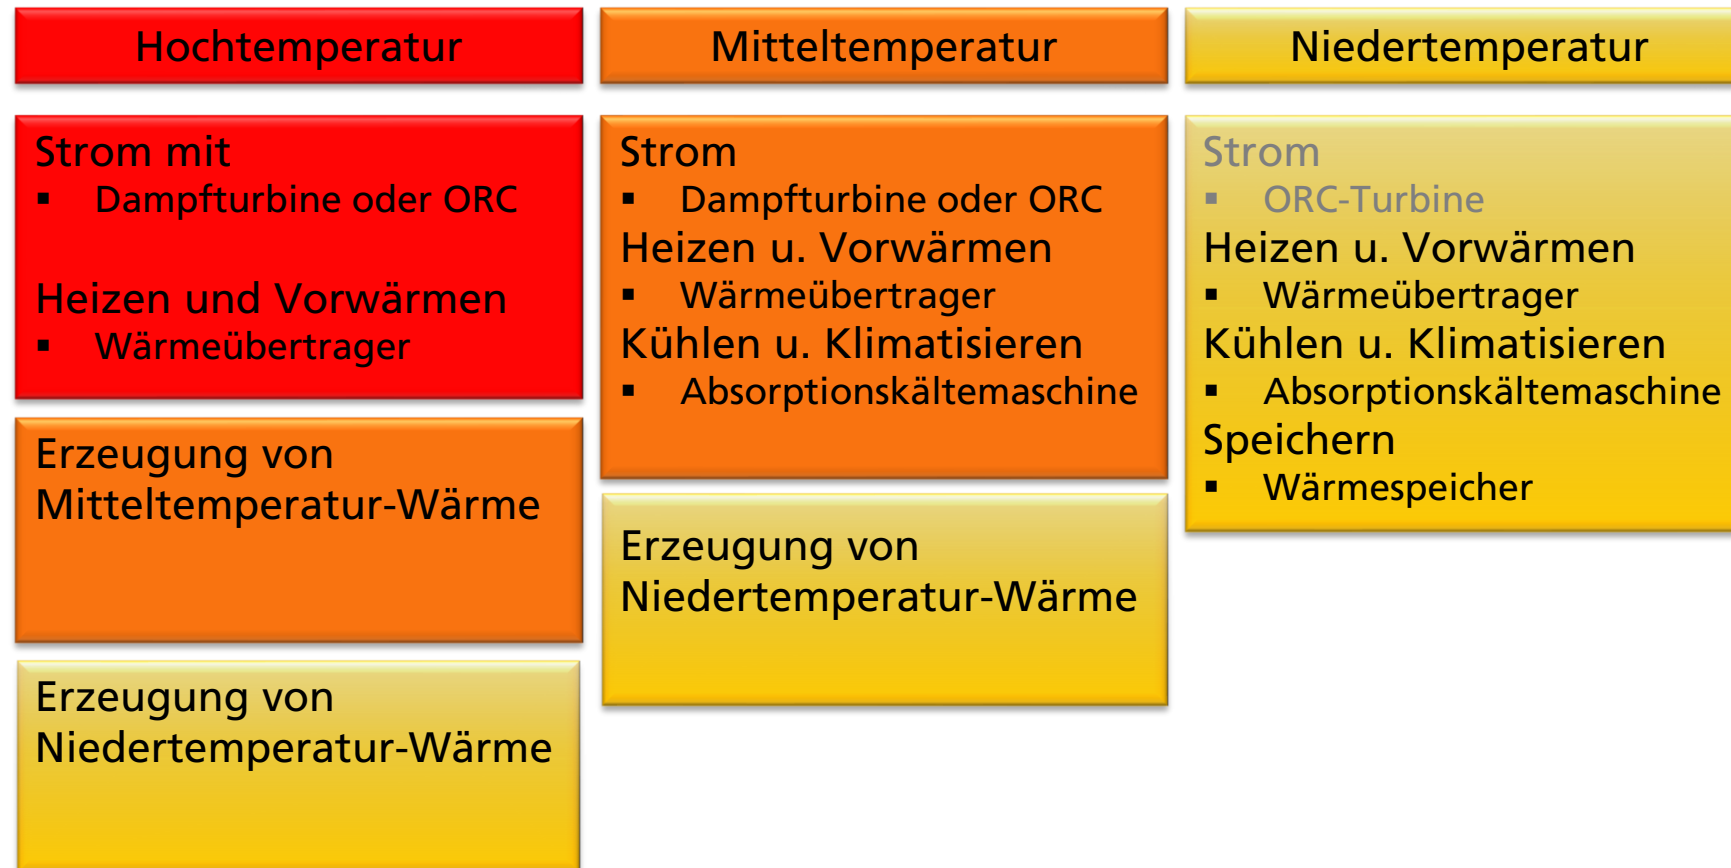 Hochtemperatur
Strom mit
▪ Dampfturbine oder ORC
Heizen und Vorwärmen
▪ Wärmeübertrager
Erzeugung von
Mitteltemperatur-Wärme
Erzeugung von
Niedertemperatur-Wärme
Mitteltemperatur
Strom
▪ Dampfturbine oder ORC
Heizen u. Vorwärmen
▪ Wärmeübertrager
Kühlen u. Klimatisieren
▪ Absorptionskältemaschine
Erzeugung von
Niedertemperatur-Wärme
Niedertemperatur
Strom
▪ ORC-Turbine
Heizen u. Vorwärmen
▪ Wärmeübertrager
Kühlen u. Klimatisieren
▪ Absorptionskältemaschine
Speichern
▪ Wärmespeicher